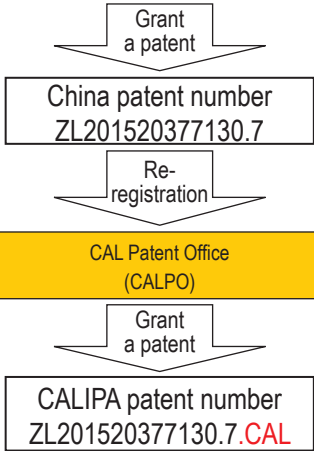 Grant
a patent
China patent number
ZL201520377130.7
Re-
registration
CAL Patent Office
(CALPO)
Grant
a patent
CALIPA patent number
ZL201520377130.7.CAL